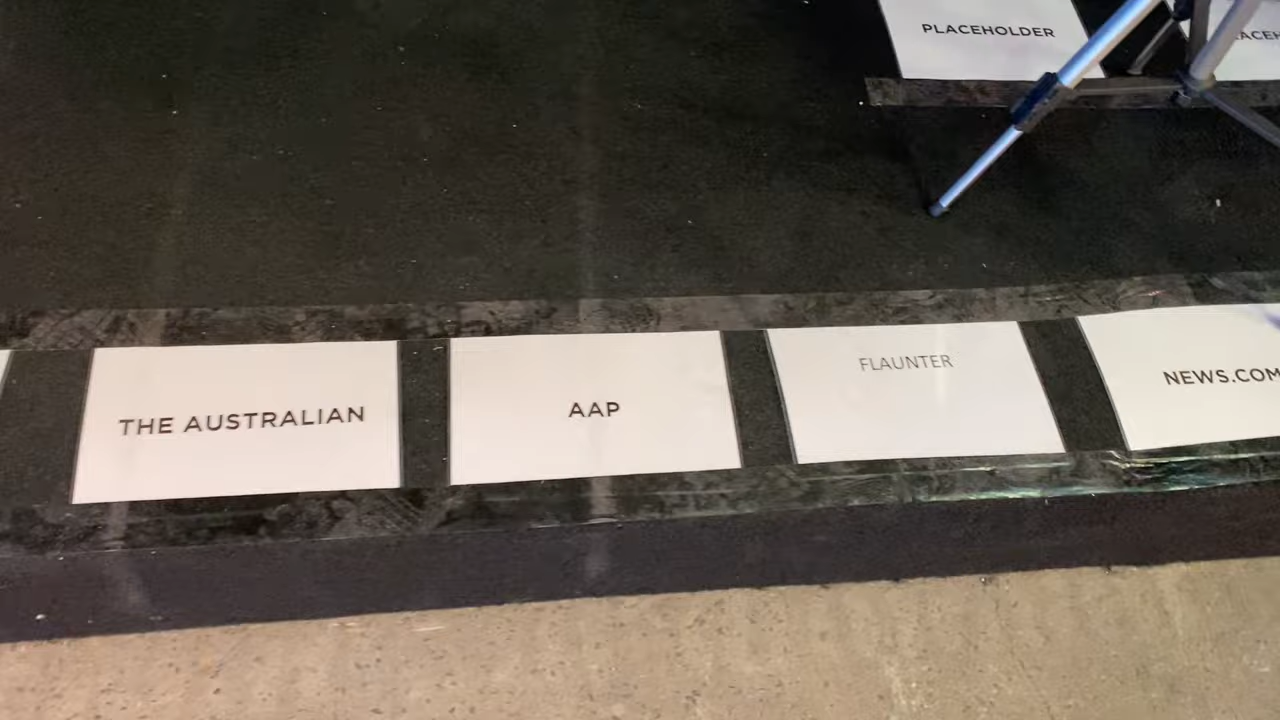 PLACEHOLDER
THE AUSTRALIAN
AAP
FLAUNTER
NEWS.COM